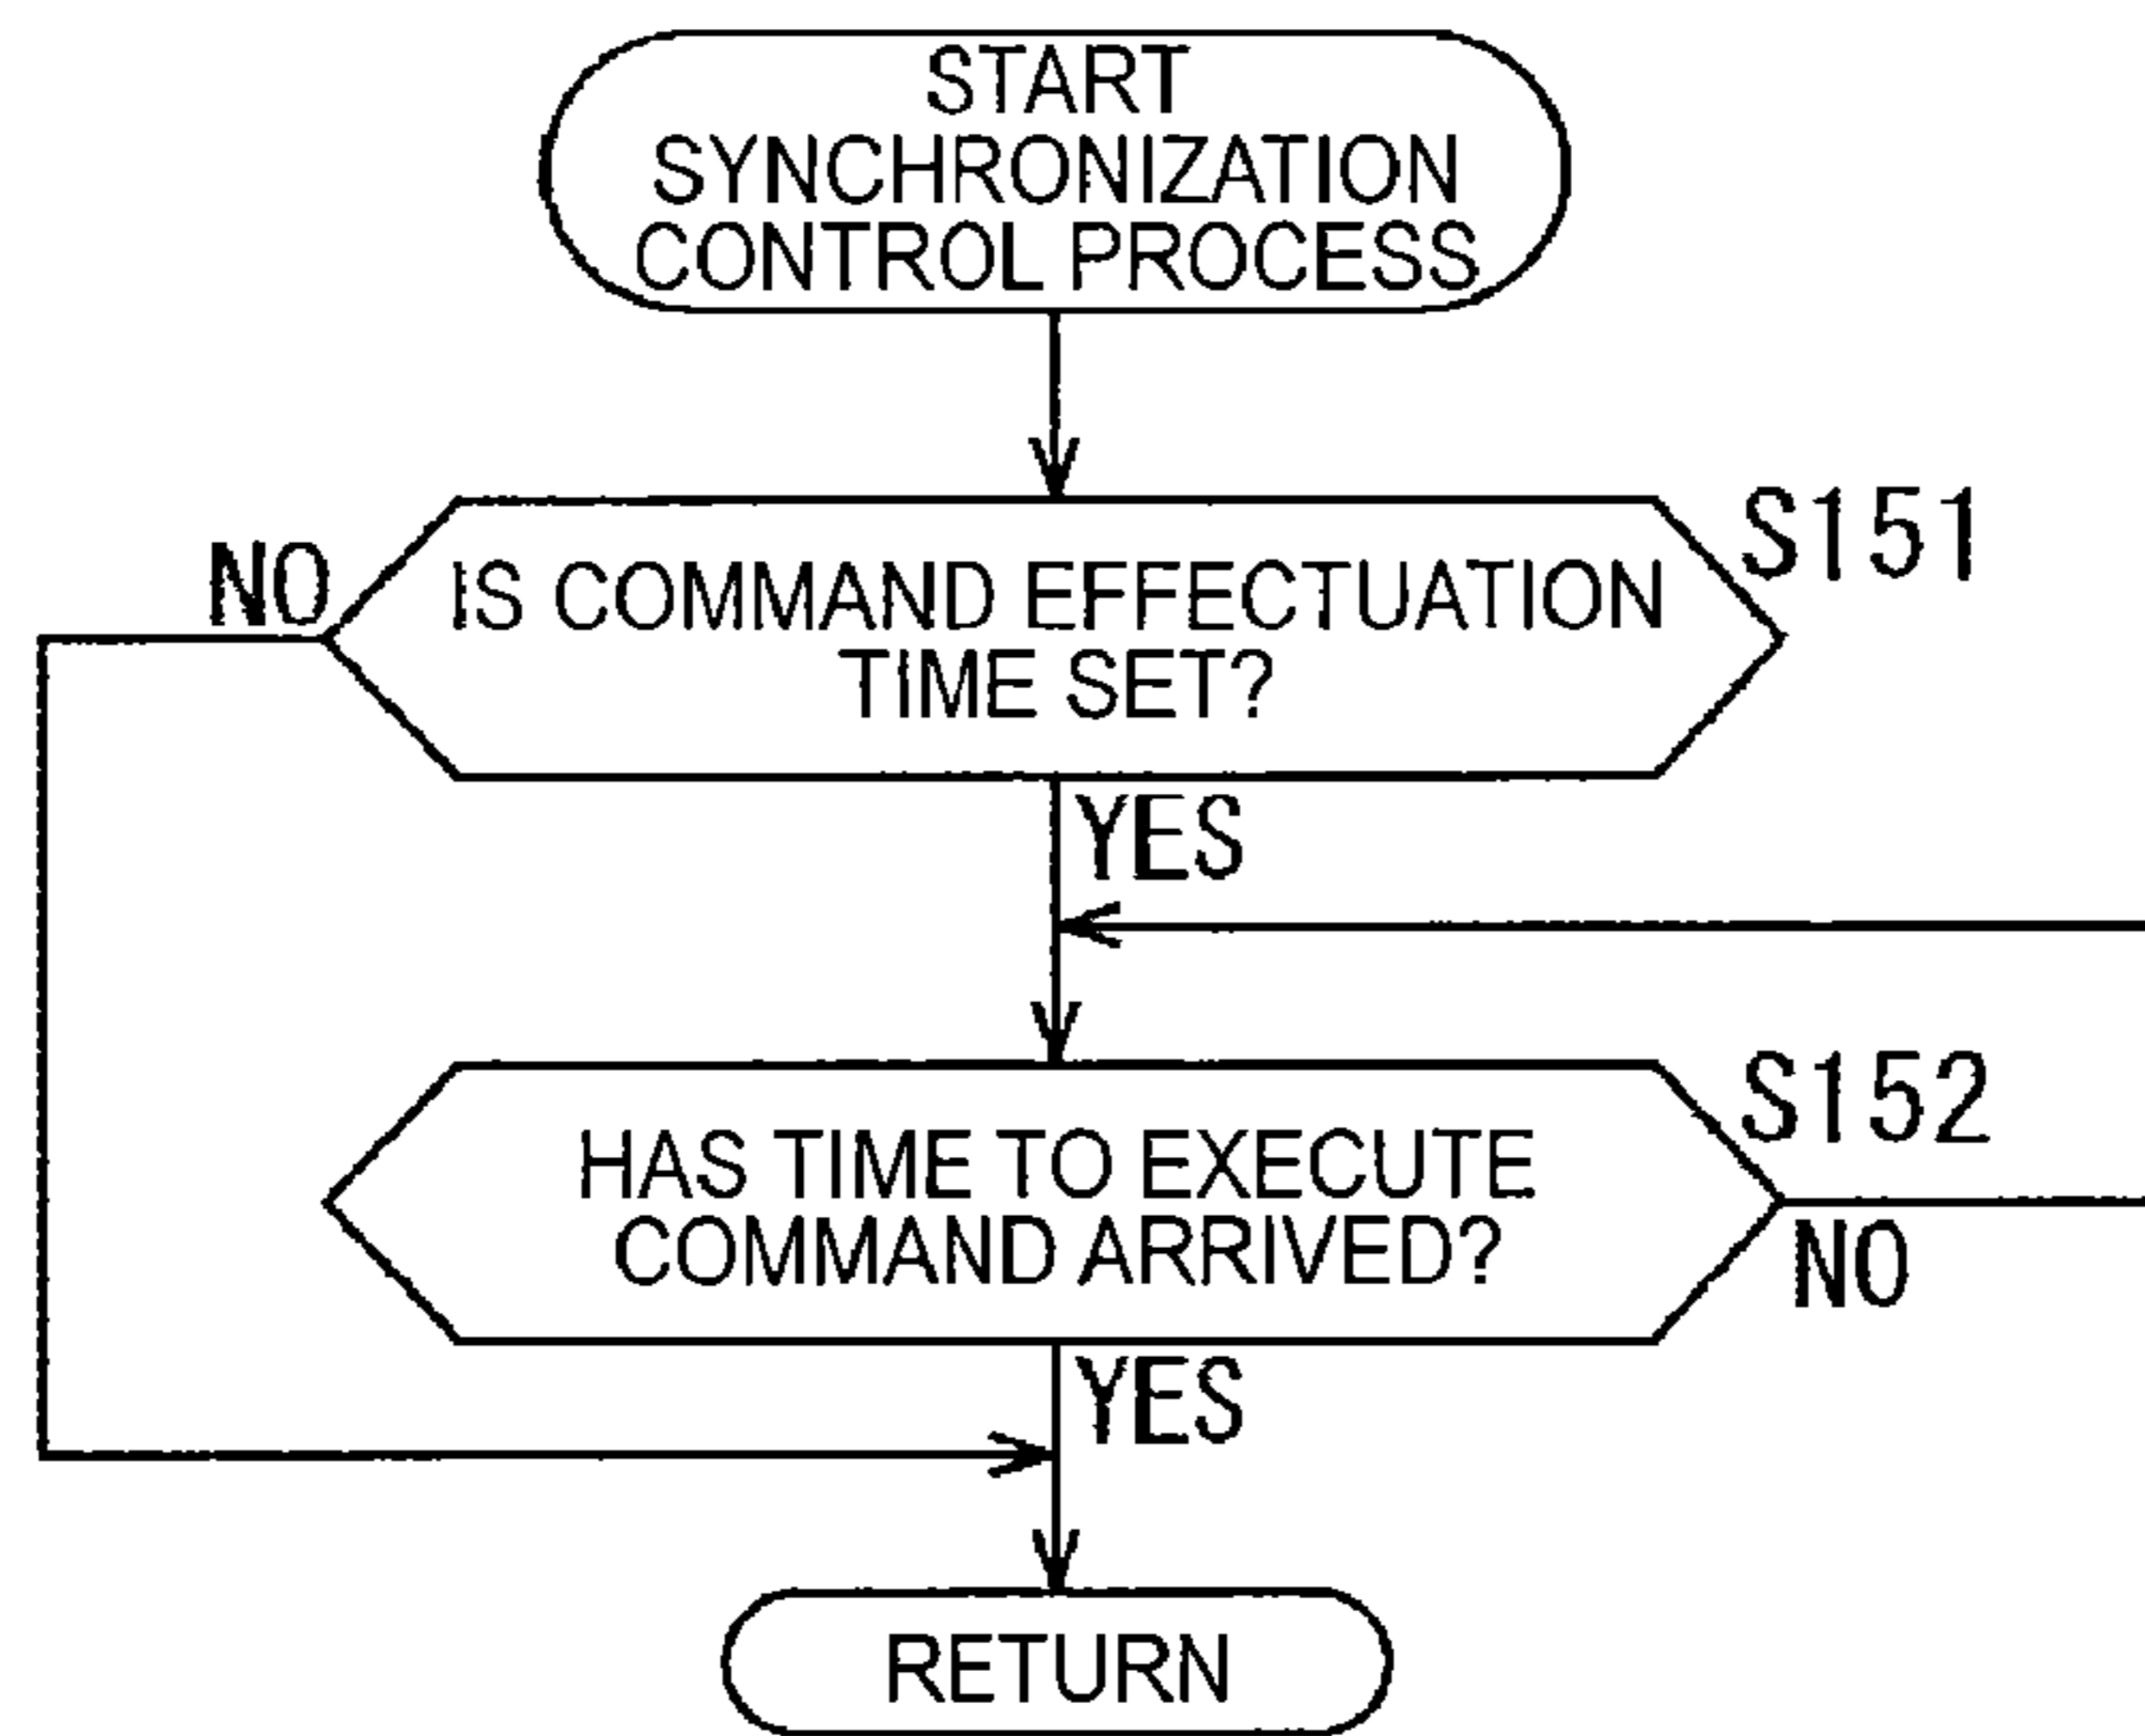 START
SYNCHRONIZATION
CONTROL PROCESS
S151
NO
IS COMMAND EFFECTUATION
TIME SET?
YES
S152
HAS TIME TO EXECUTE
COMMAND ARRIVED?
NO
YES
RETURN